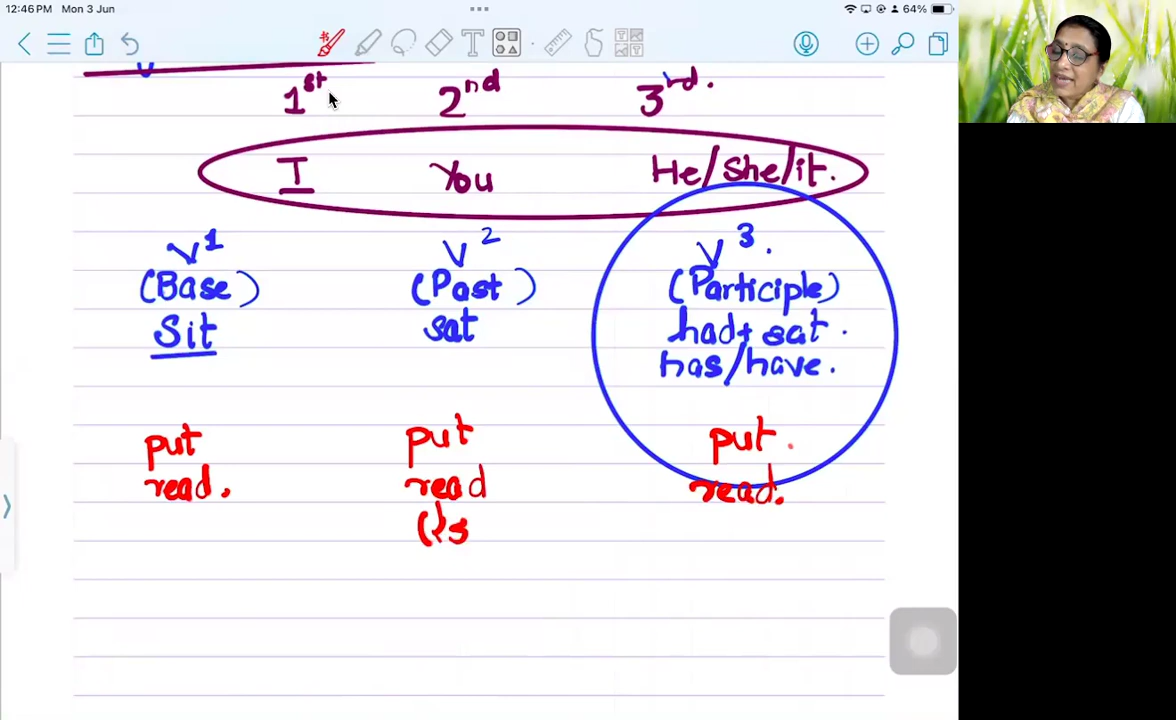 12:46 PM Mon 3 Jun
64%
1st 2nd 3rd.
I You He/She/it.
V1 V2 V3.
(Base) (Past) (Participle)
Sit sat had+ sat.
has/have.
put put put.
read. read read.